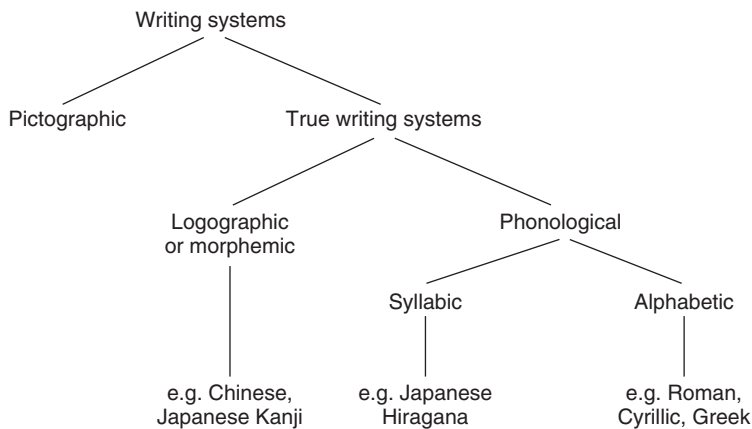 Writing systems
Pictographic
True writing systems
Logographic
or morphemic
Phonological
Syllabic
Alphabetic
e.g. Chinese,
Japanese Kanji
e.g. Japanese
Hiragana
e.g. Roman,
Cyrillic, Greek